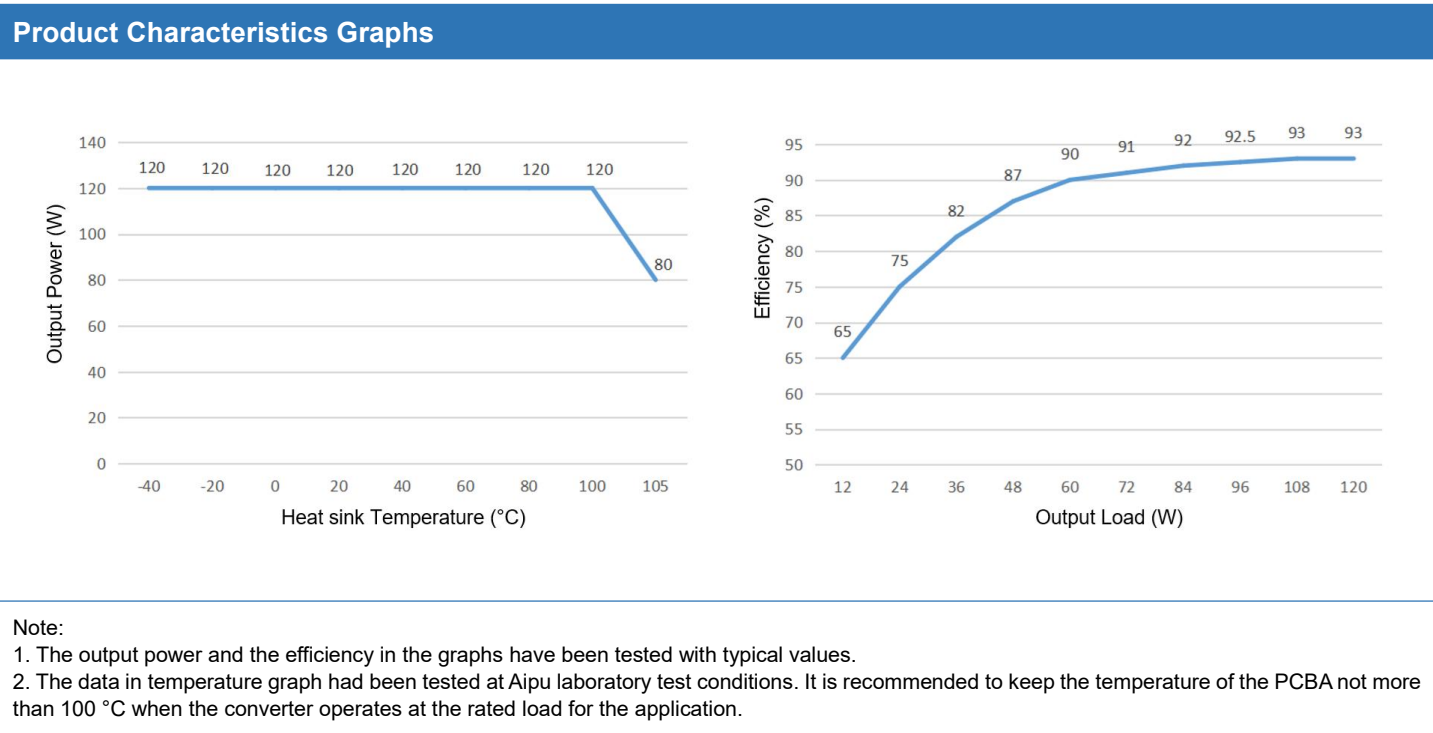 Product Characteristics Graphs
140
120
100
80
60
40
20
0
Output Power (W)
120 120 120 120 120 120 120 120
80
-40 -20 0 20 40 60 80 100 105
Heat sink Temperature (°C)
95
90
85
80
75
70
65
60
55
50
Efficiency (%)
65 75 82 87 90 91 92 92.5 93 93
12 24 36 48 60 72 84 96 108 120
Output Load (W)
Note:
1. The output power and the efficiency in the graphs have been tested with typical values.
2. The data in temperature graph had been tested at Aipu laboratory test conditions. It is recommended to keep the temperature of the PCBA not more
than 100 °C when the converter operates at the rated load for the application.